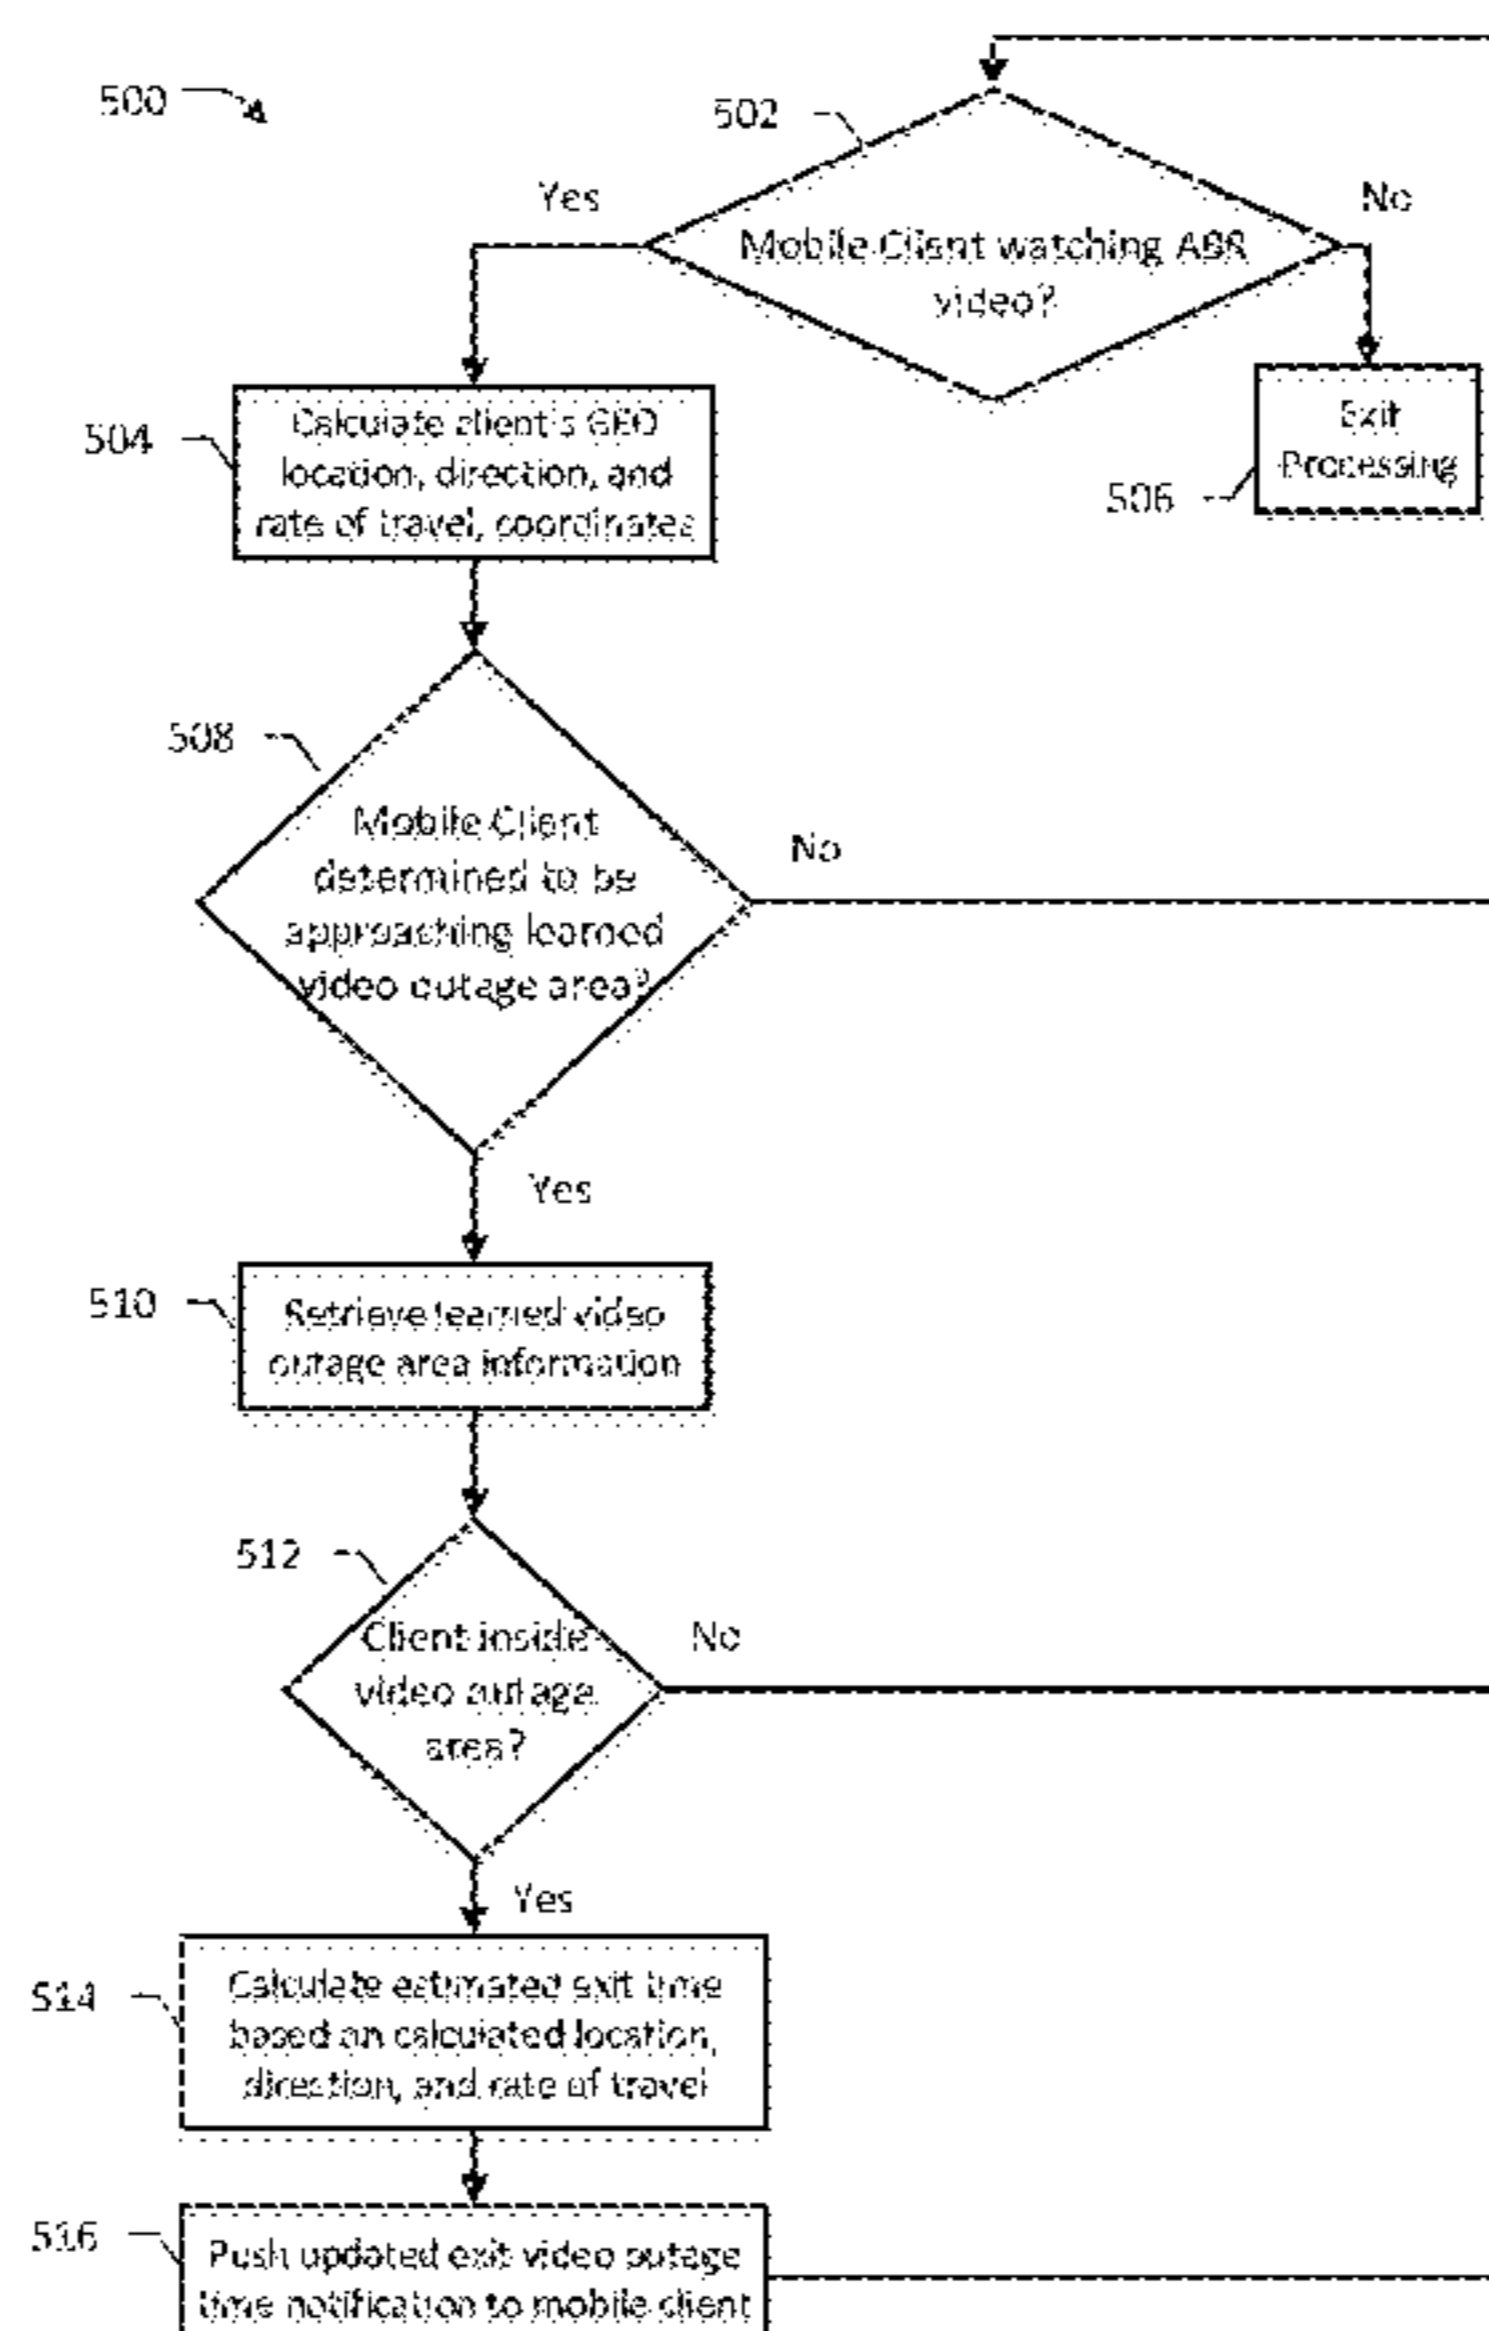 500
502
Yes
No
Mobile Client watching ABR
video?
504
Calculate client's GEO
location, direction, and
rate of travel, coordinates
Exit
Processing
506
508
Mobile Client
determined to be
approaching learned
video outage area?
No
Yes
510
Retrieve learned video
outage area information
512
Client inside
video outage
area?
No
Yes
514
Calculate estimated exit time
based on calculated location,
direction, and rate of travel
516
Push updated exit video outage
time notification to mobile client